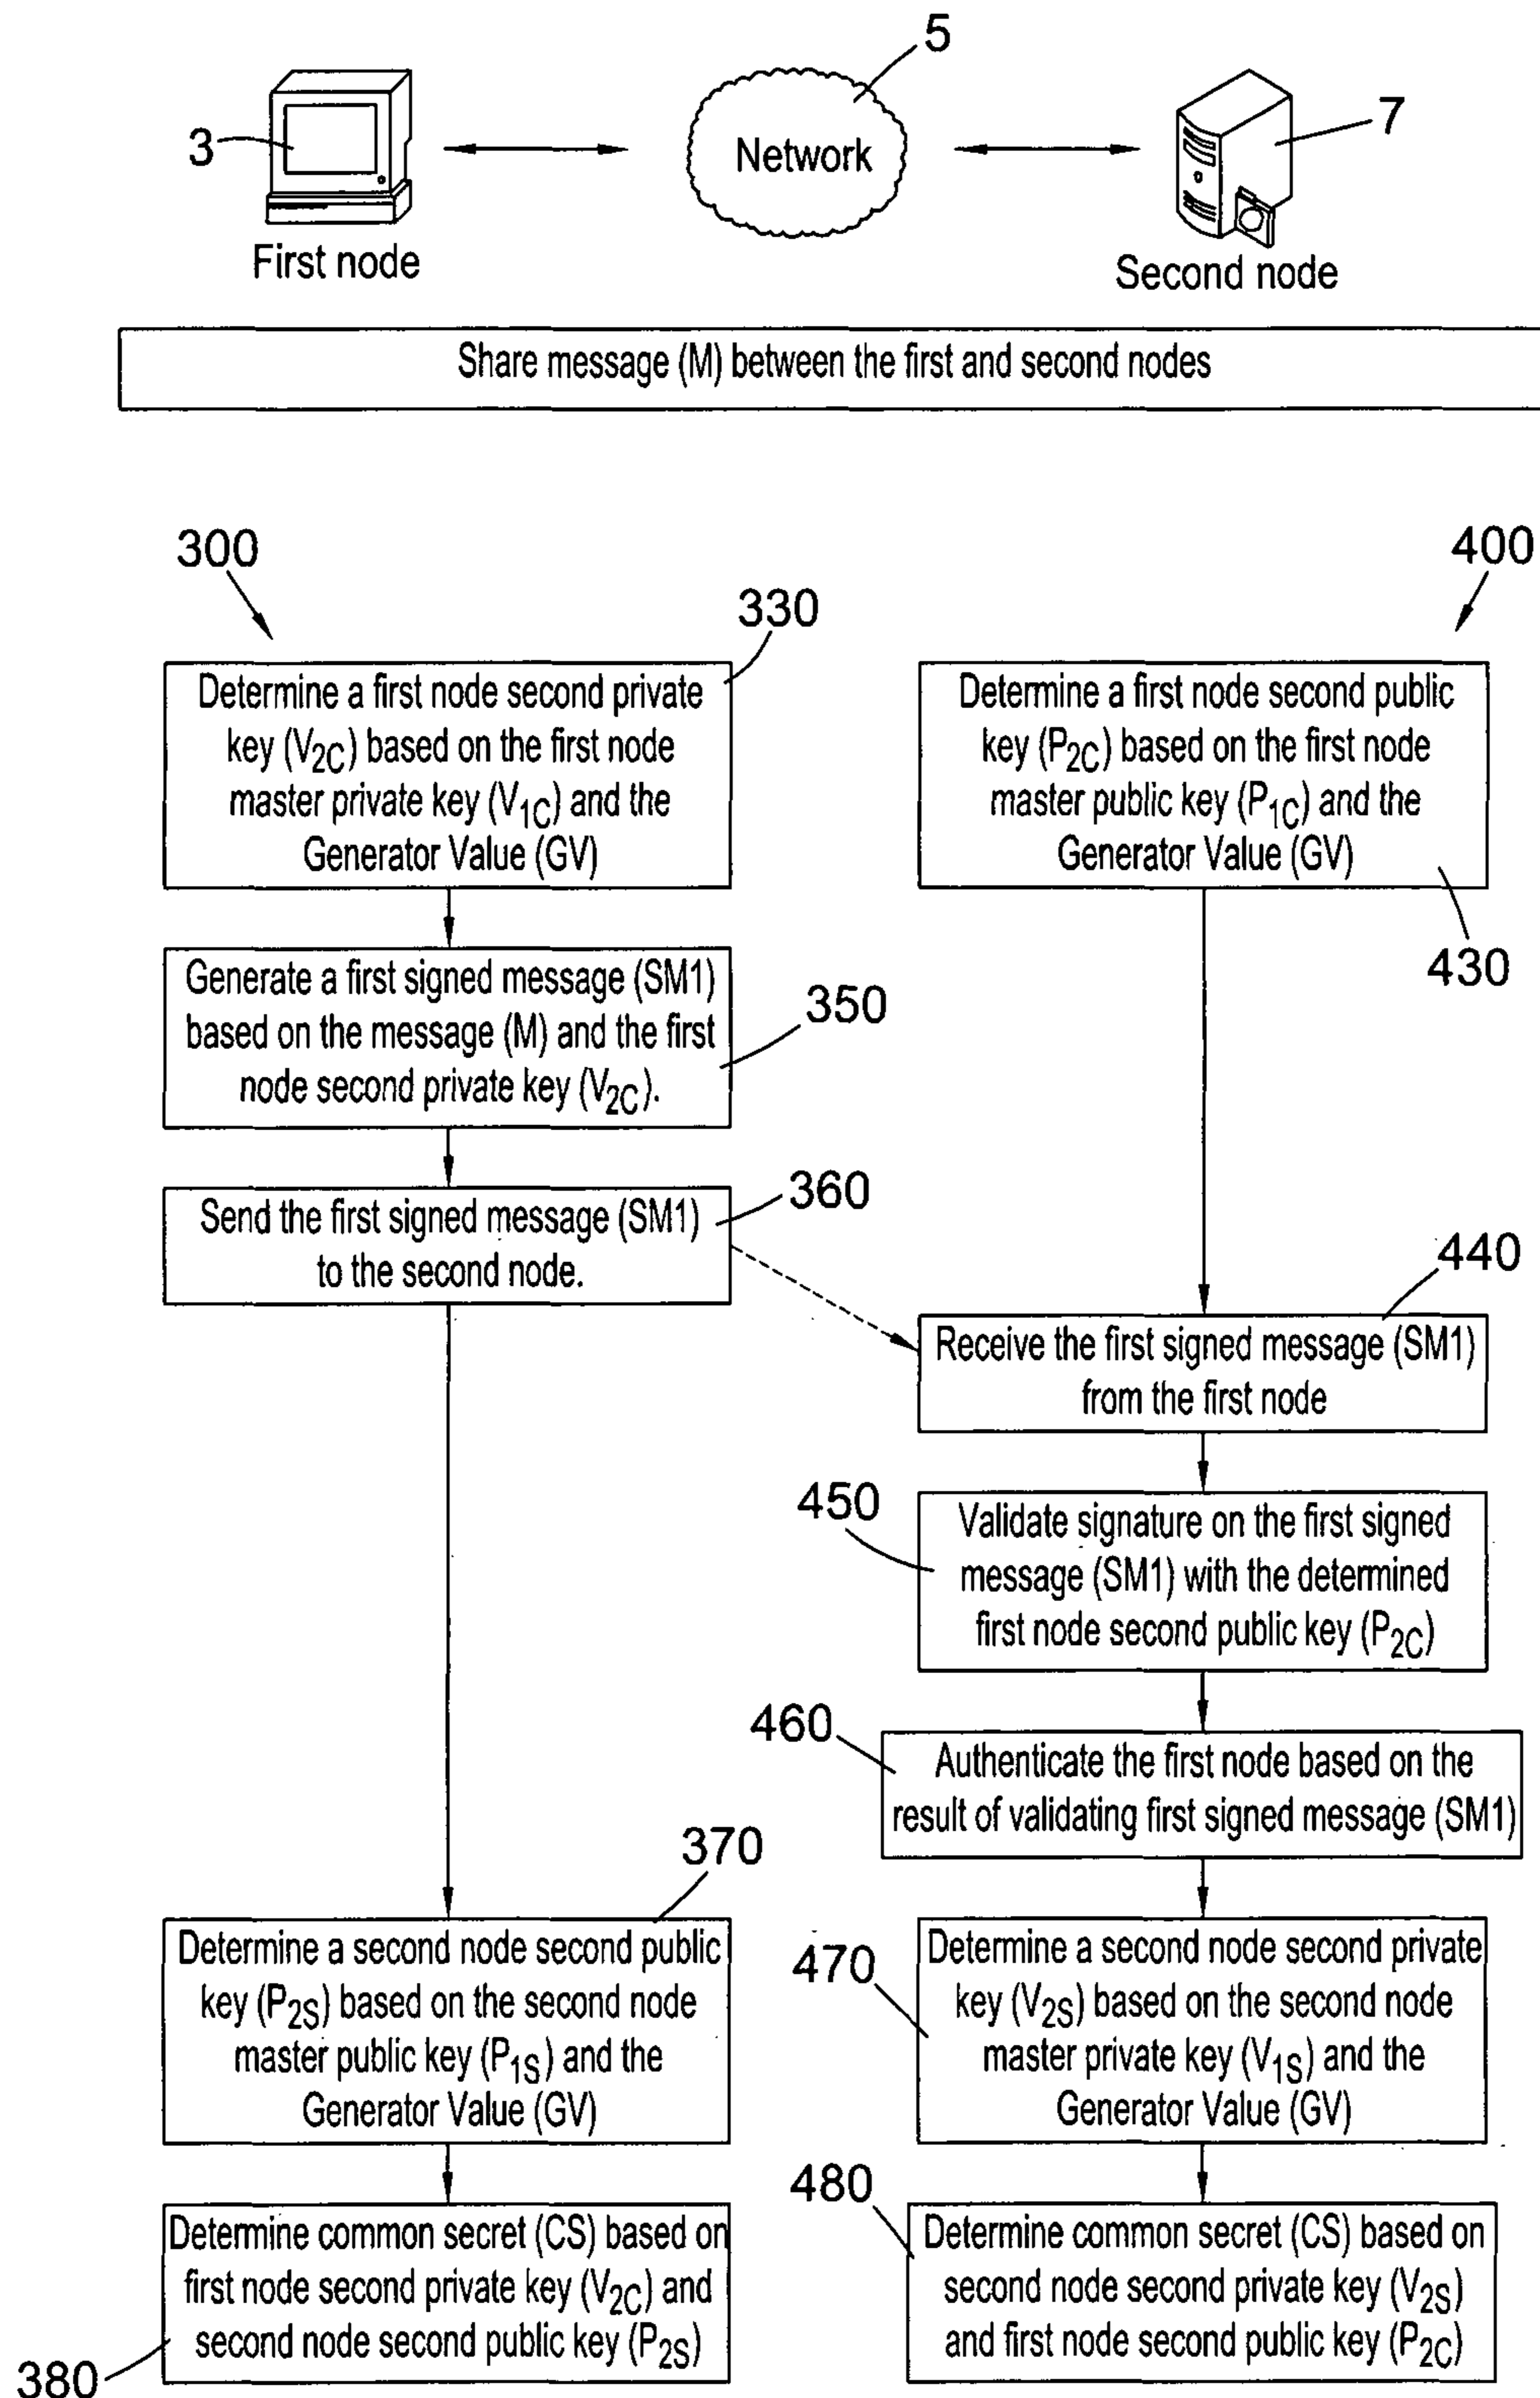 5
3
Network
7
First node
Second node
Share message (M) between the first and second nodes
300
400
330
Determine a first node second private
key (V2C) based on the first node
master private key (V1C) and the
Generator Value (GV)
Determine a first node second public
key (P2C) based on the first node
master public key (P1C) and the
Generator Value (GV)
430
Generate a first signed message (SM1)
based on the message (M) and the first
node second private key (V2C).
350
360
Send the first signed message (SM1)
to the second node.
440
Receive the first signed message (SM1)
from the first node
450
Validate signature on the first signed
message (SM1) with the determined
first node second public key (P2C)
460
Authenticate the first node based on the
result of validating first signed message (SM1)
370
Determine a second node second public
key (P2S) based on the second node
master public key (P1S) and the
Generator Value (GV)
470
Determine a second node second private
key (V2S) based on the second node
master private key (V1S) and the
Generator Value (GV)
Determine common secret (CS) based on
first node second private key (V2C) and
second node second public key (P2S)
380
480
Determine common secret (CS) based on
second node second private key (V2S)
and first node second public key (P2C)